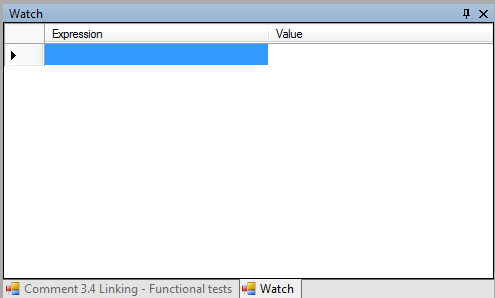 Watch
Expression Value
Comment 3.4 Linking - Functional tests Watch